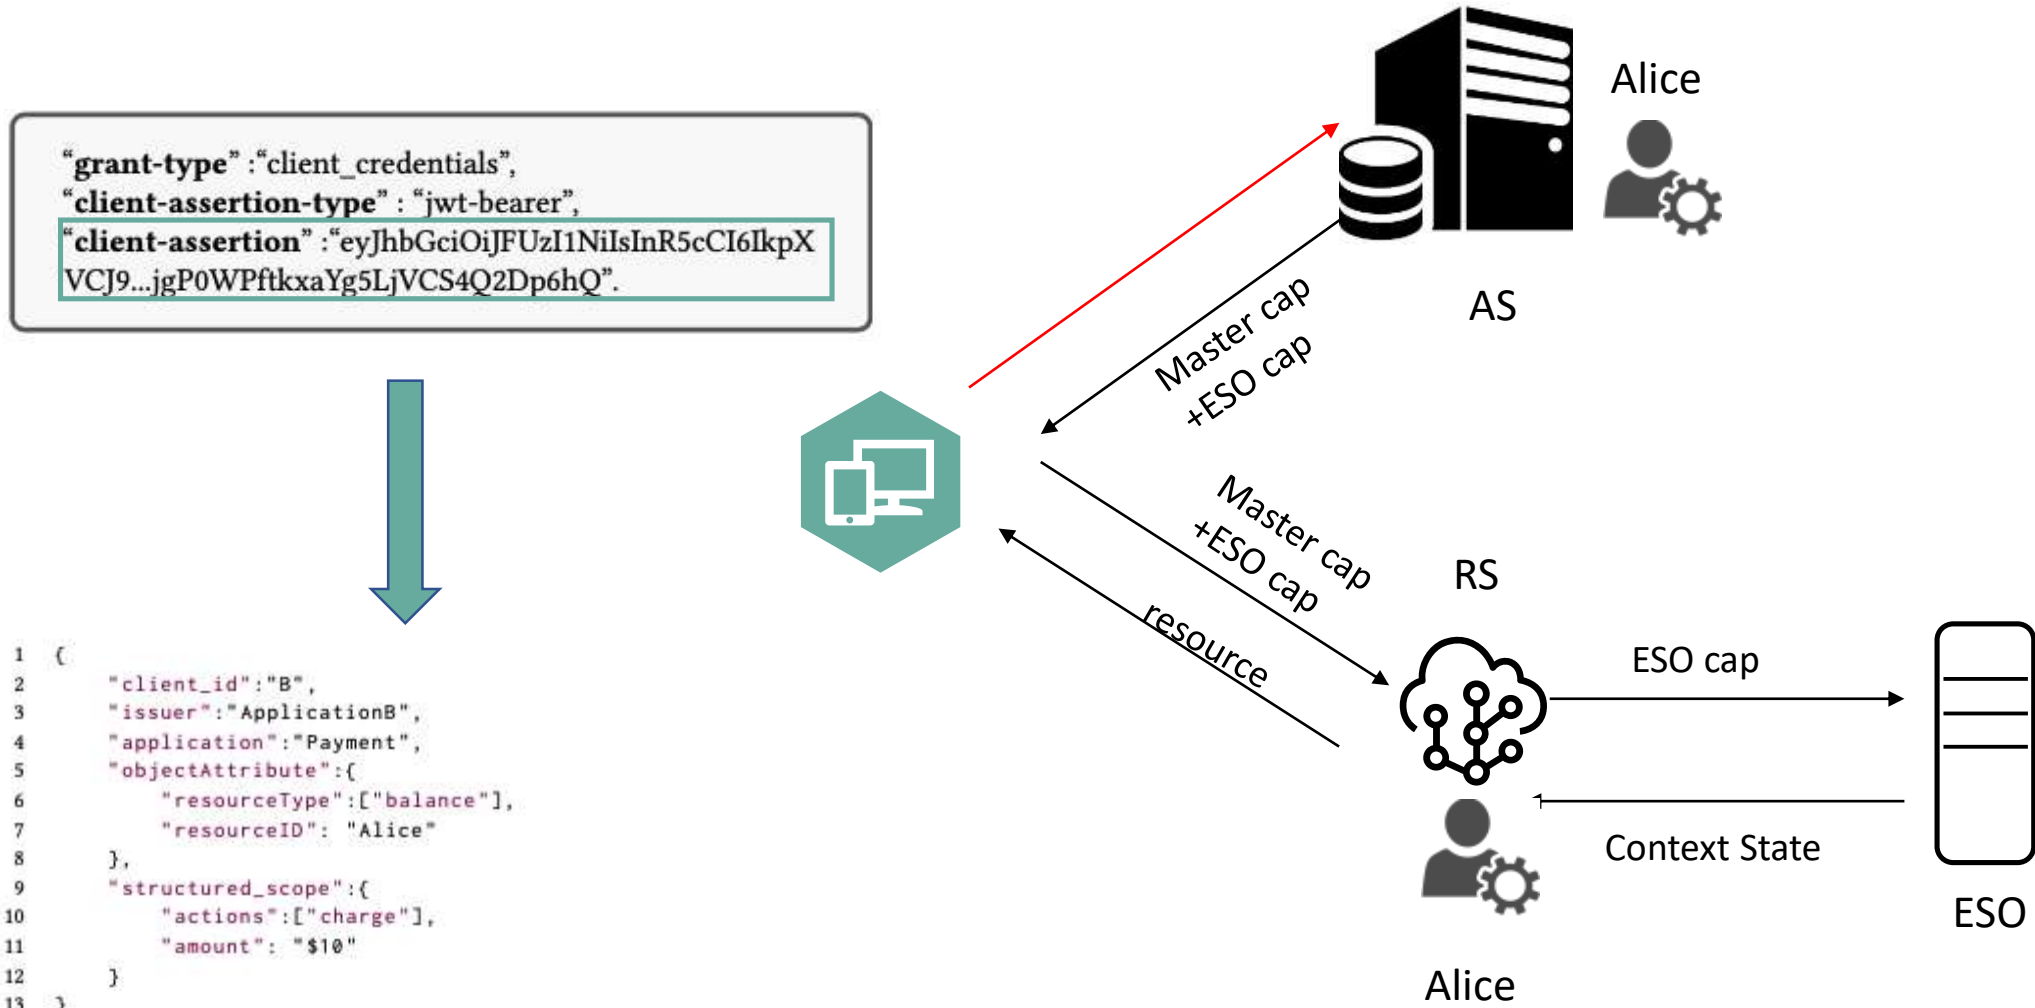 “grant-type” :“client_credentials”,
“client-assertion-type” : “jwt-bearer”,
“client-assertion” :“eyJhbGciOiJFUzI1NiIsInR5cCI6IkpX
VCJ9...jgP0WPftkxaYg5LjVCS4Q2Dp6hQ”.
1 {
2 "client_id":"B",
3 "issuer":"ApplicationB",
4 "application":"Payment",
5 "objectAttribute":{
6 "resourceType":["balance"],
7 "resourceID": "Alice"
8 },
9 "structured_scope":{
10 "actions":["charge"],
11 "amount": "$10"
12 }
13 }
Alice
AS
Master cap
+ESO cap
Master cap
+ESO cap
resource
RS
ESO cap
Context State
ESO
Alice